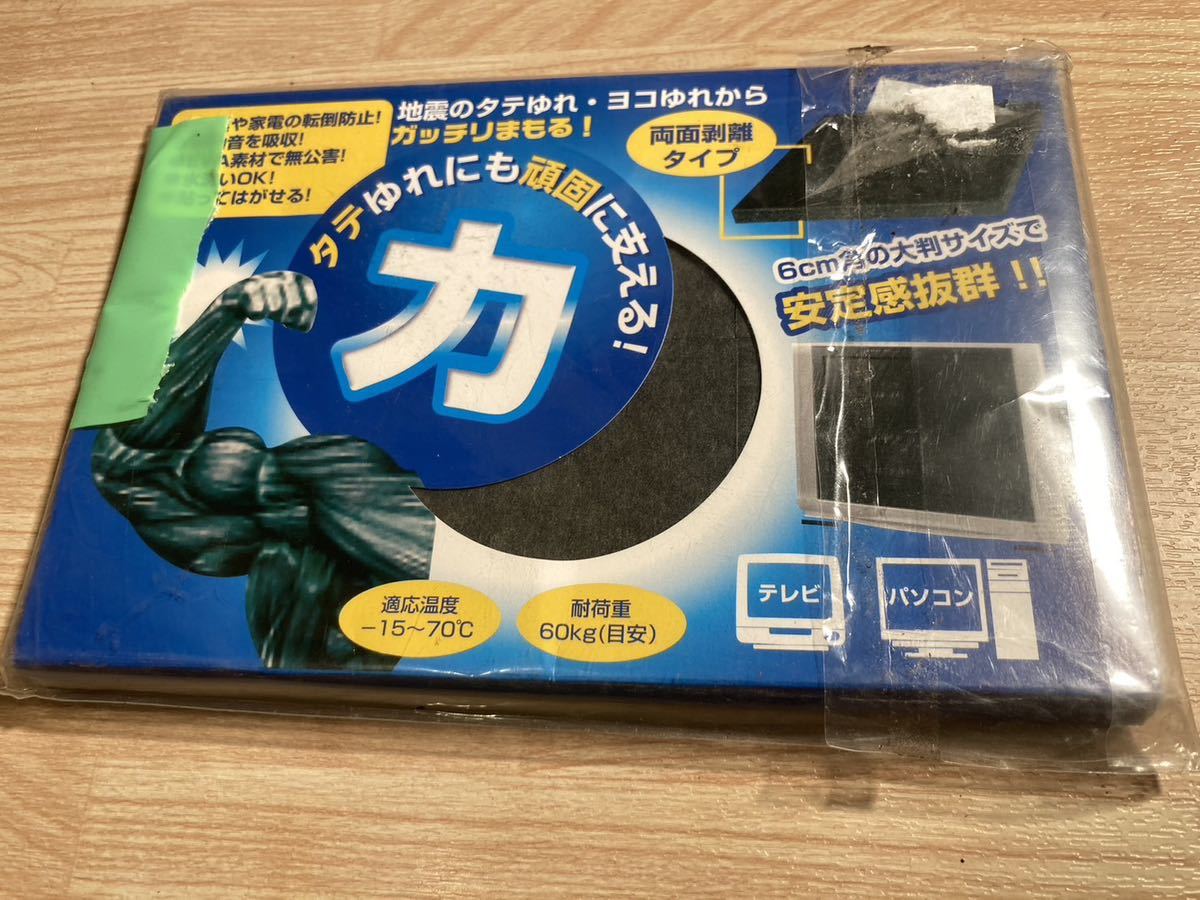 や家電の転倒防止!
音を吸収!
A素材で無公害!
いOK!
てはがせる!
地震のタテゆれ・ヨコゆれから
ガッチリまもる!
両面剥離
タイプ
タテゆれにも頑固に支える!
力
6cm角の大判サイズで
安定感抜群!!
適応温度
−15〜70℃
耐荷重
60kg(目安)
テレビ
パソコン